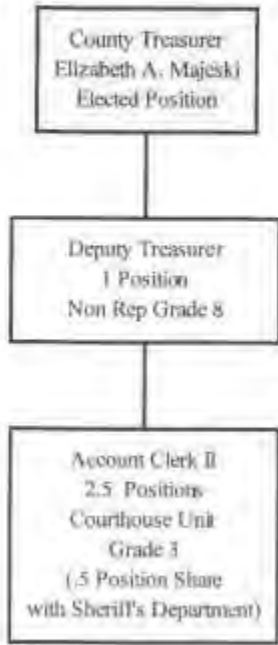 County Treasurer
Elizabeth A. Majeski
Elected Position
Deputy Treasurer
1 Position
Non Rep Grade 8
Account Clerk II
2.5 Positions
Courthouse Unit
Grade 3
(.5 Position Share
with Sheriff's Department)